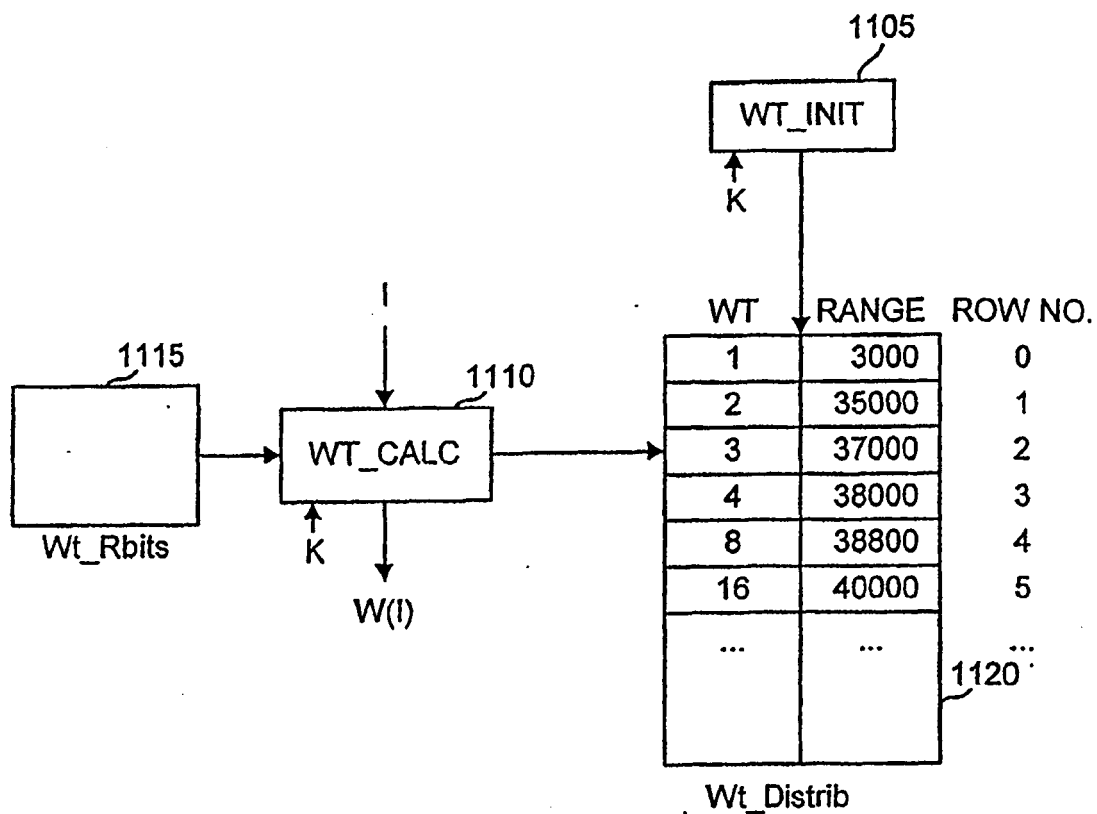 1105
WT_INIT
K
I
WT RANGE ROW NO.
1 3000 0
2 35000 1
3 37000 2
4 38000 3
8 38800 4
16 40000 5
... ... ...
1115
1110
WT_CALC
Wt_Rbits
K
W(I)
1120
Wt_Distrib